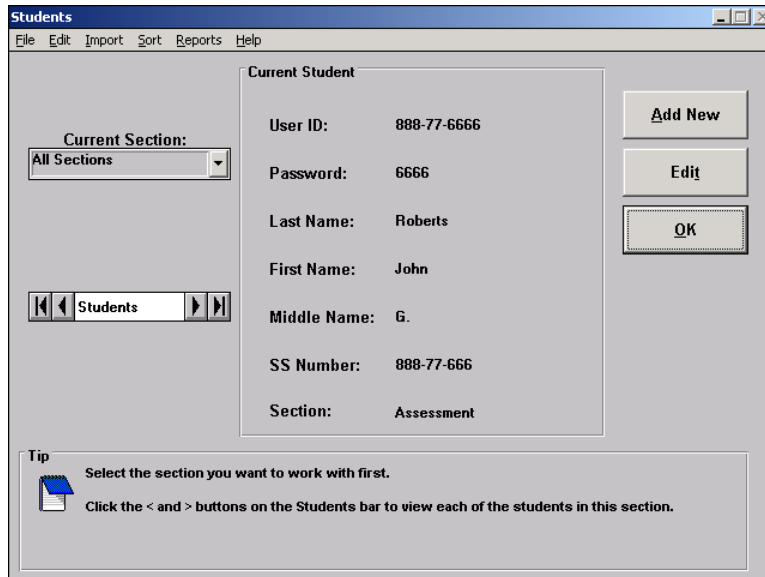 Students
File Edit Import Sort Reports Help
Current Section:
All Sections
Students
Current Student
User ID: 888-77-6666
Password: 6666
Last Name: Roberts
First Name: John
Middle Name: G.
SS Number: 888-77-666
Section: Assessment
Add New
Edit
OK
Tip
Select the section you want to work with first.
Click the < and > buttons on the Students bar to view each of the students in this section.